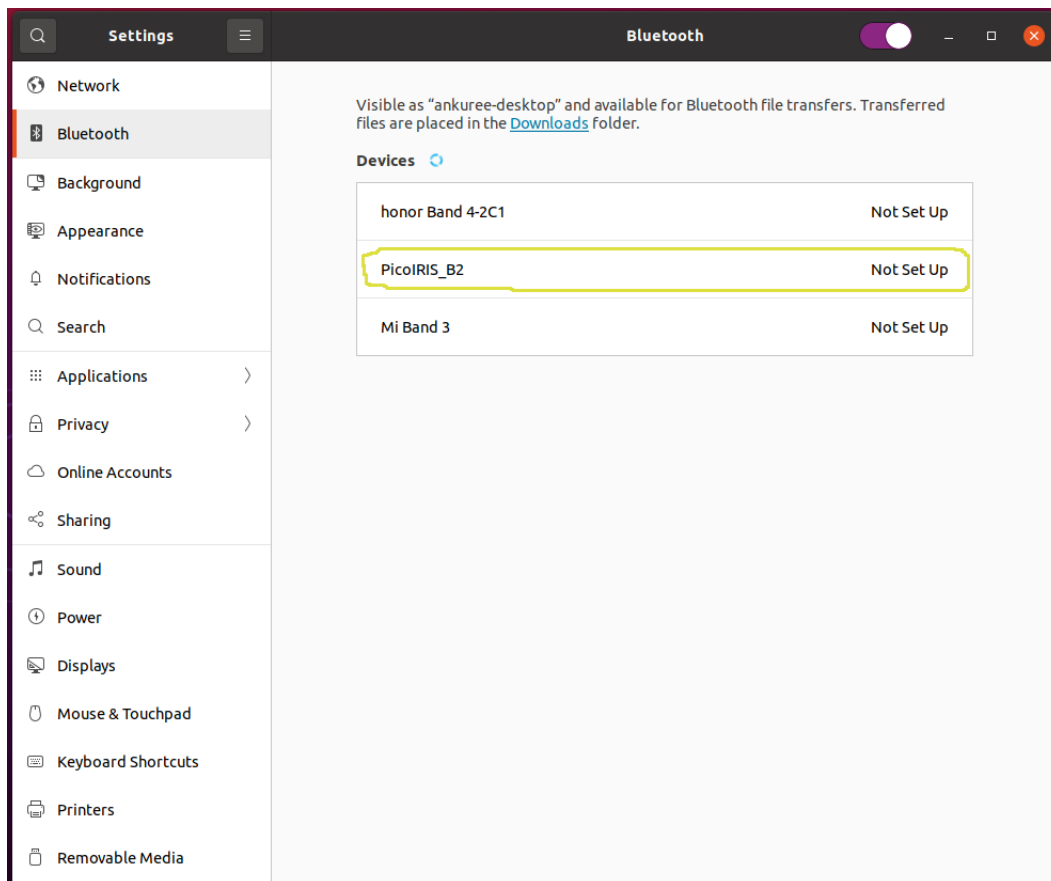 Settings
Bluetooth
Network
Bluetooth
Background
Appearance
Notifications
Search
Applications
Privacy
Online Accounts
Sharing
Sound
Power
Displays
Mouse & Touchpad
Keyboard Shortcuts
Printers
Removable Media
Visible as “ankuree-desktop” and available for Bluetooth file transfers. Transferred
files are placed in the Downloads folder.
Devices
honor Band 4-2C1 Not Set Up
PicoIRIS_B2 Not Set Up
Mi Band 3 Not Set Up